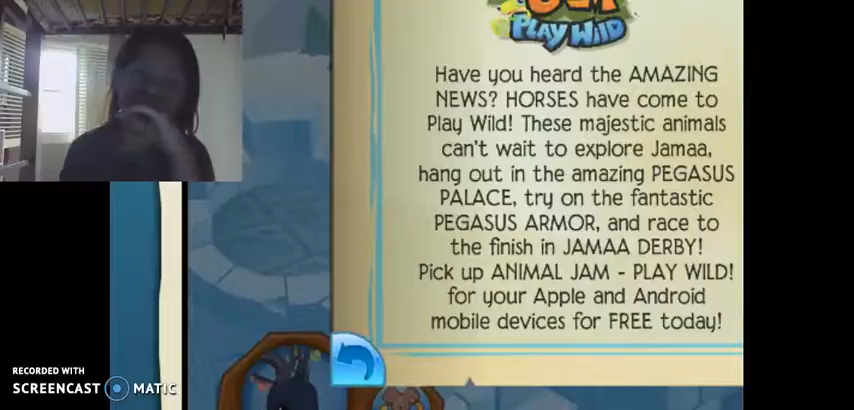 PLAY WILD
Have you heard the AMAZING
NEWS? HORSES have come to
Play Wild! These majestic animals
can't wait to explore Jamaa,
hang out in the amazing PEGASUS
PALACE, try on the fantastic
PEGASUS ARMOR, and race to
the finish in JAMAA DERBY!
Pick up ANIMAL JAM - PLAY WILD!
for your Apple and Android
mobile devices for FREE today!
RECORDED WITH
SCREENCAST MATIC